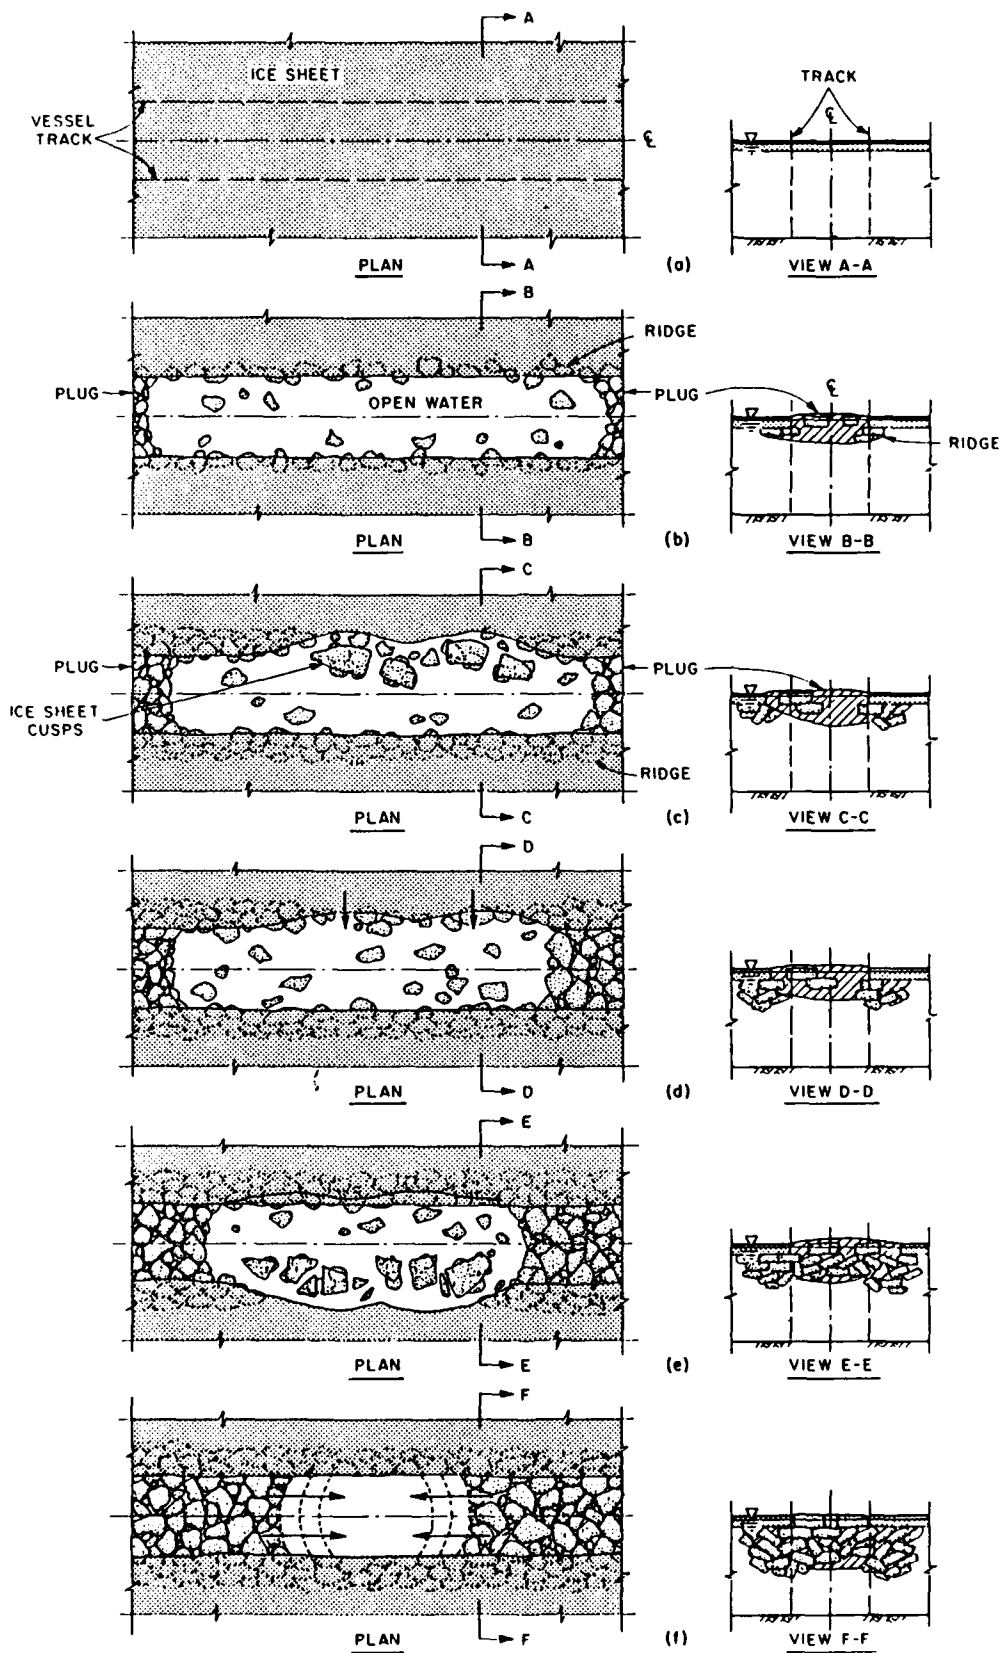 A
ICE SHEET
TRACK
VESSEL
TRACK
℄
℄
PLAN
A
(a)
VIEW A-A
B
RIDGE
PLUG
OPEN WATER
PLUG
℄
RIDGE
PLAN
B
(b)
VIEW B-B
C
PLUG
PLUG
ICE SHEET
CUSPS
RIDGE
PLAN
C
(c)
VIEW C-C
D
PLAN
D
(d)
VIEW D-D
E
PLAN
E
(e)
VIEW E-E
F
PLAN
F
(f)
VIEW F-F